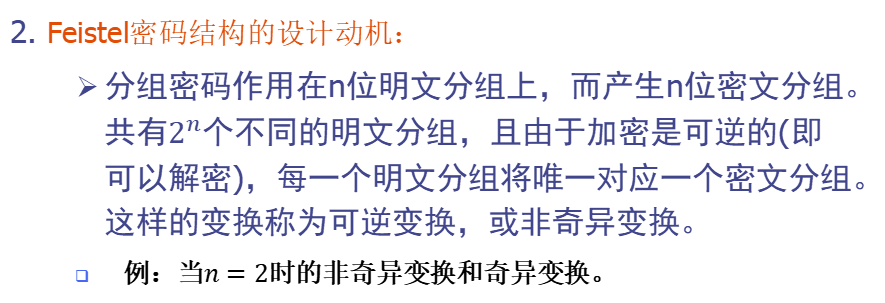 2. Feistel密码结构的设计动机：
➢ 分组密码作用在n位明文分组上，而产生n位密文分组。
共有2ⁿ个不同的明文分组，且由于加密是可逆的(即
可以解密)，每一个明文分组将唯一对应一个密文分组。
这样的变换称为可逆变换，或非奇异变换。
❑ 例：当n = 2时的非奇异变换和奇异变换。